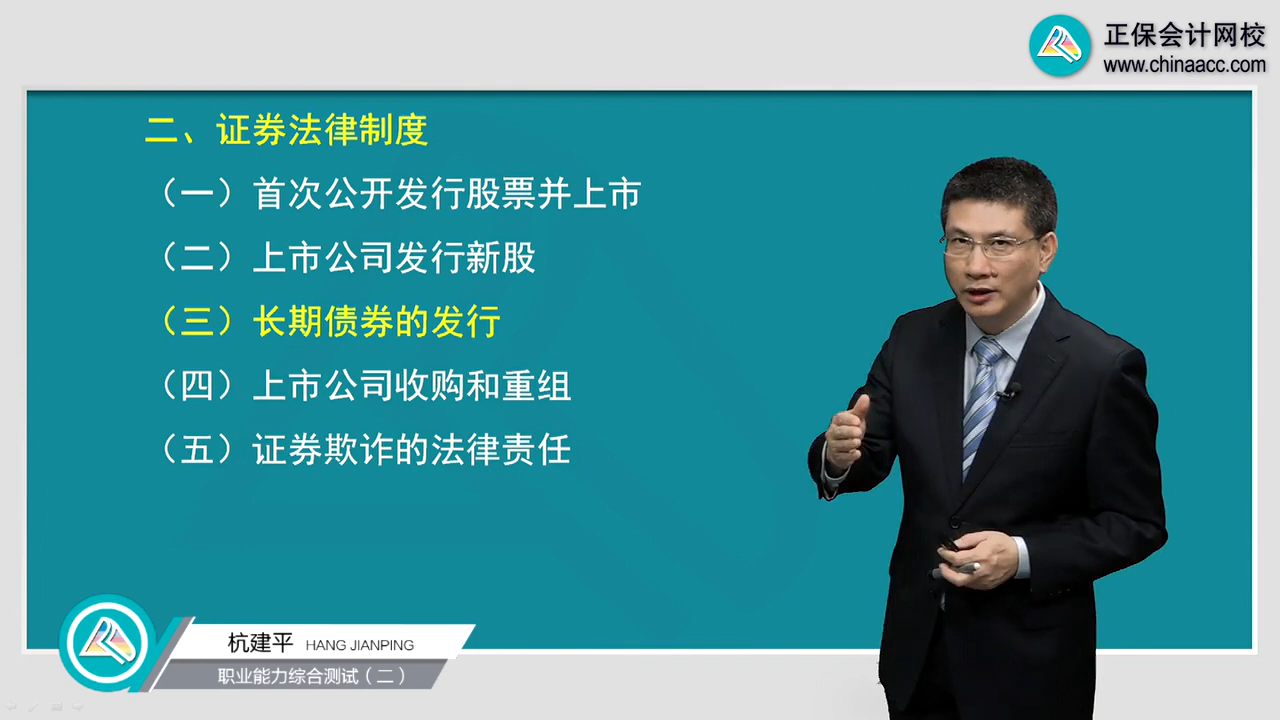 正保会计网校
www.chinaacc.com
二、证券法律制度
（一）首次公开发行股票并上市
（二）上市公司发行新股
（三）长期债券的发行
（四）上市公司收购和重组
（五）证券欺诈的法律责任
杭建平 HANG JIANPING
职业能力综合测试（二）